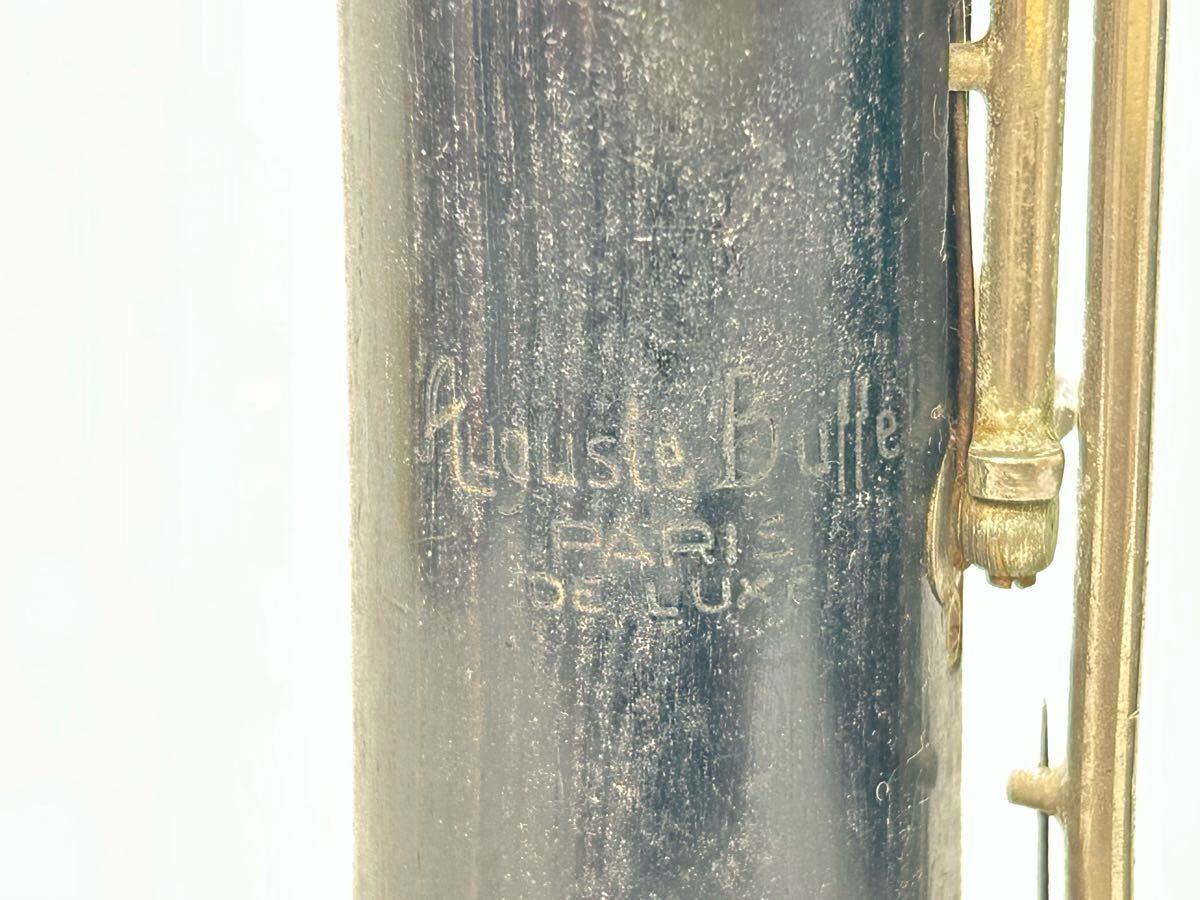 Auguste Buffet
PARIS
DE LUXE